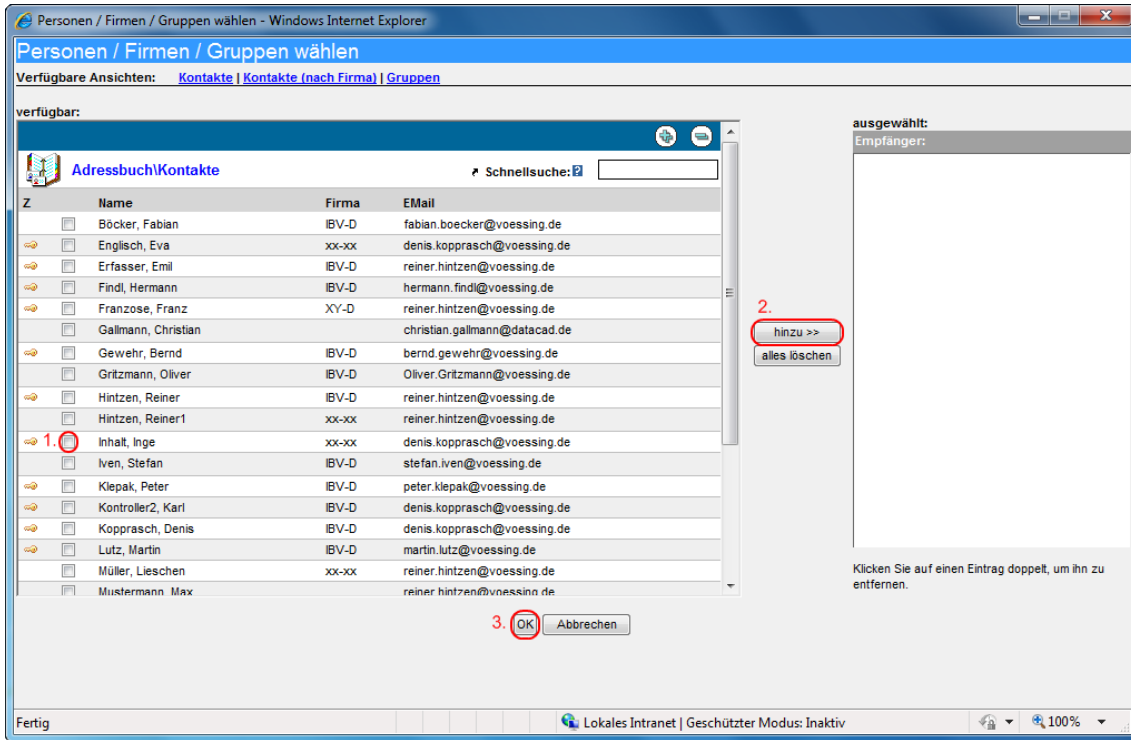 Personen / Firmen / Gruppen wählen - Windows Internet Explorer
Personen / Firmen / Gruppen wählen
Verfügbare Ansichten: Kontakte | Kontakte (nach Firma) | Gruppen
verfügbar:
Adressbuch\Kontakte Schnellsuche:
Z Name Firma EMail
Böcker, Fabian IBV-D fabian.boecker@voessing.de
Englisch, Eva xx-xx denis.kopprasch@voessing.de
Erfasser, Emil IBV-D reiner.hintzen@voessing.de
Findl, Hermann IBV-D hermann.findl@voessing.de
Franzose, Franz XY-D reiner.hintzen@voessing.de
Gallmann, Christian christian.gallmann@datacad.de
Gewehr, Bernd IBV-D bernd.gewehr@voessing.de
Gritzmann, Oliver IBV-D Oliver.Gritzmann@voessing.de
Hintzen, Reiner IBV-D reiner.hintzen@voessing.de
Hintzen, Reiner1 xx-xx reiner.hintzen@voessing.de
1. Inhalt, Inge xx-xx denis.kopprasch@voessing.de
Iven, Stefan IBV-D stefan.iven@voessing.de
Klepak, Peter IBV-D peter.klepak@voessing.de
Kontroller2, Karl IBV-D denis.kopprasch@voessing.de
Kopprasch, Denis IBV-D denis.kopprasch@voessing.de
Lutz, Martin IBV-D martin.lutz@voessing.de
Müller, Lieschen xx-xx reiner.hintzen@voessing.de
Mustermann, Max reiner.hintzen@voessing.de
2.
hinzu >>
alles löschen
ausgewählt:
Empfänger:
Klicken Sie auf einen Eintrag doppelt, um ihn zu
entfernen.
3. OK Abbrechen
Fertig Lokales Intranet | Geschützter Modus: Inaktiv 100%